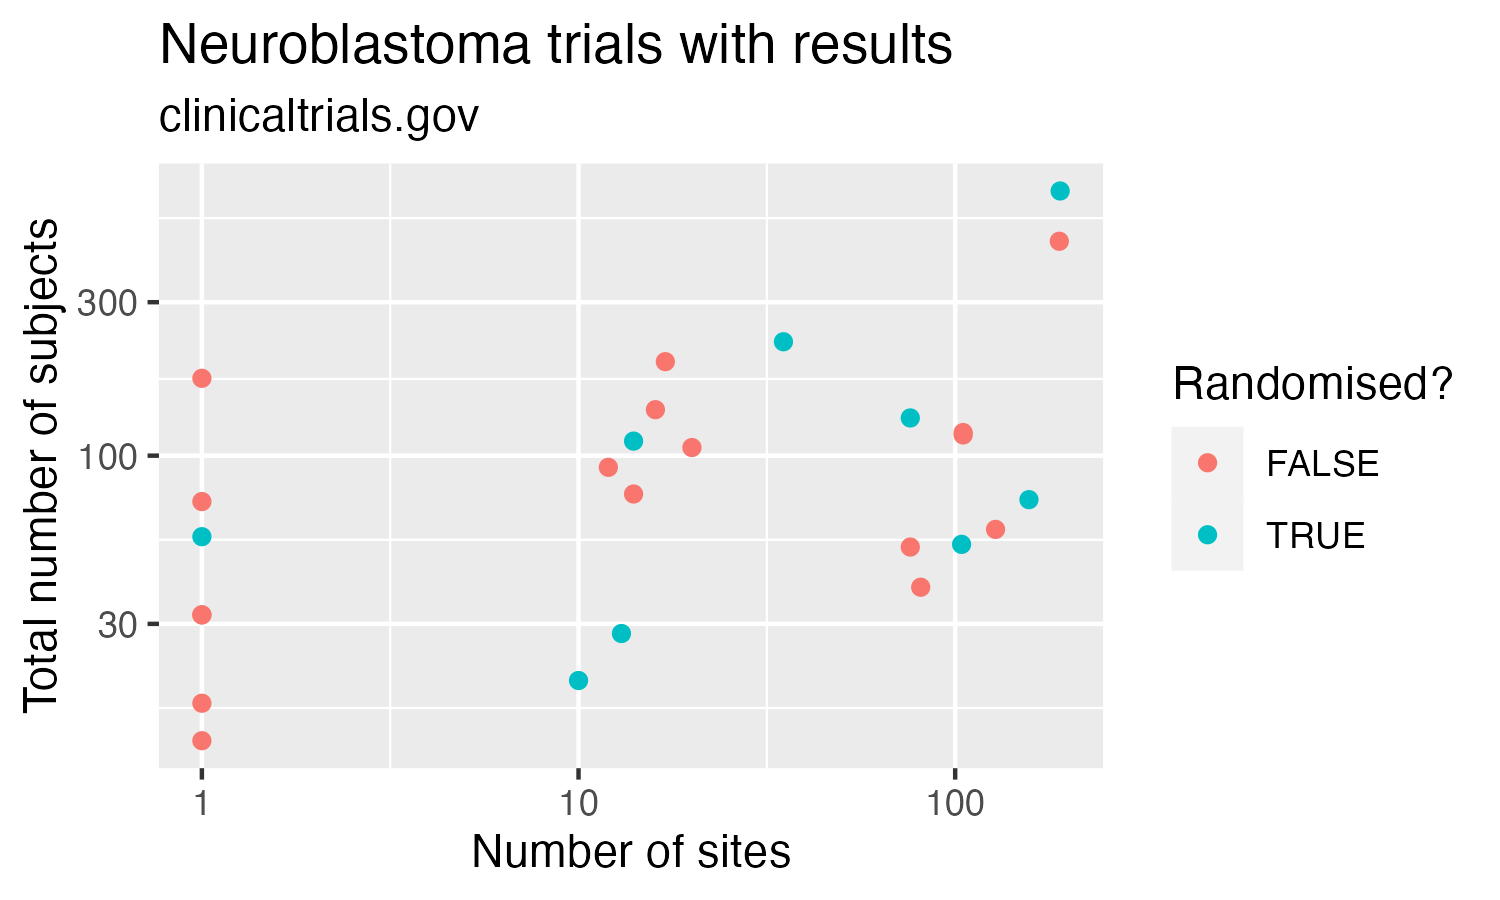 Neuroblastoma trials with results
clinicaltrials.gov
Total number of subjects
300
100
30
1
10
100
Number of sites
Randomised?
FALSE
TRUE